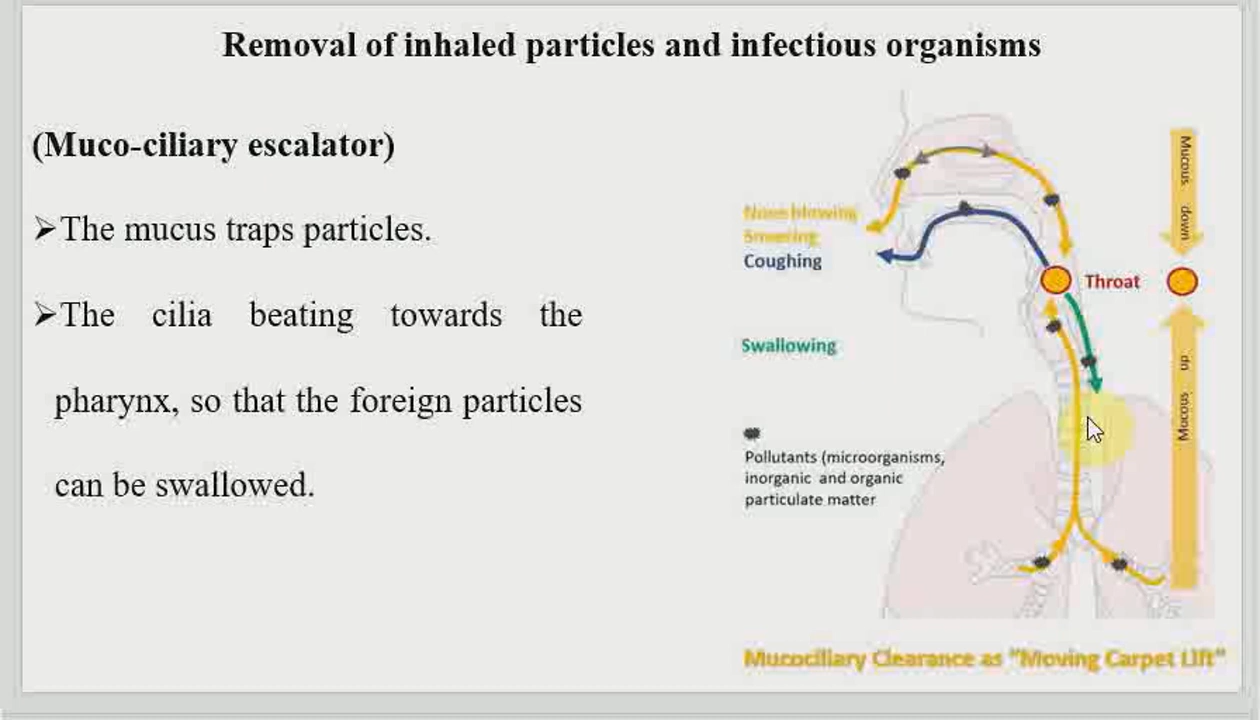 Removal of inhaled particles and infectious organisms
(Muco-ciliary escalator)
➢The mucus traps particles.
➢The cilia beating towards the
pharynx, so that the foreign particles
can be swallowed.
Nose blowing
Sneering
Coughing
Swallowing
Pollutants (microorganisms,
inorganic and organic
particulate matter
Throat
Mucous down
Mucous up
Mucociliary Clearance as "Moving Carpet Lift"